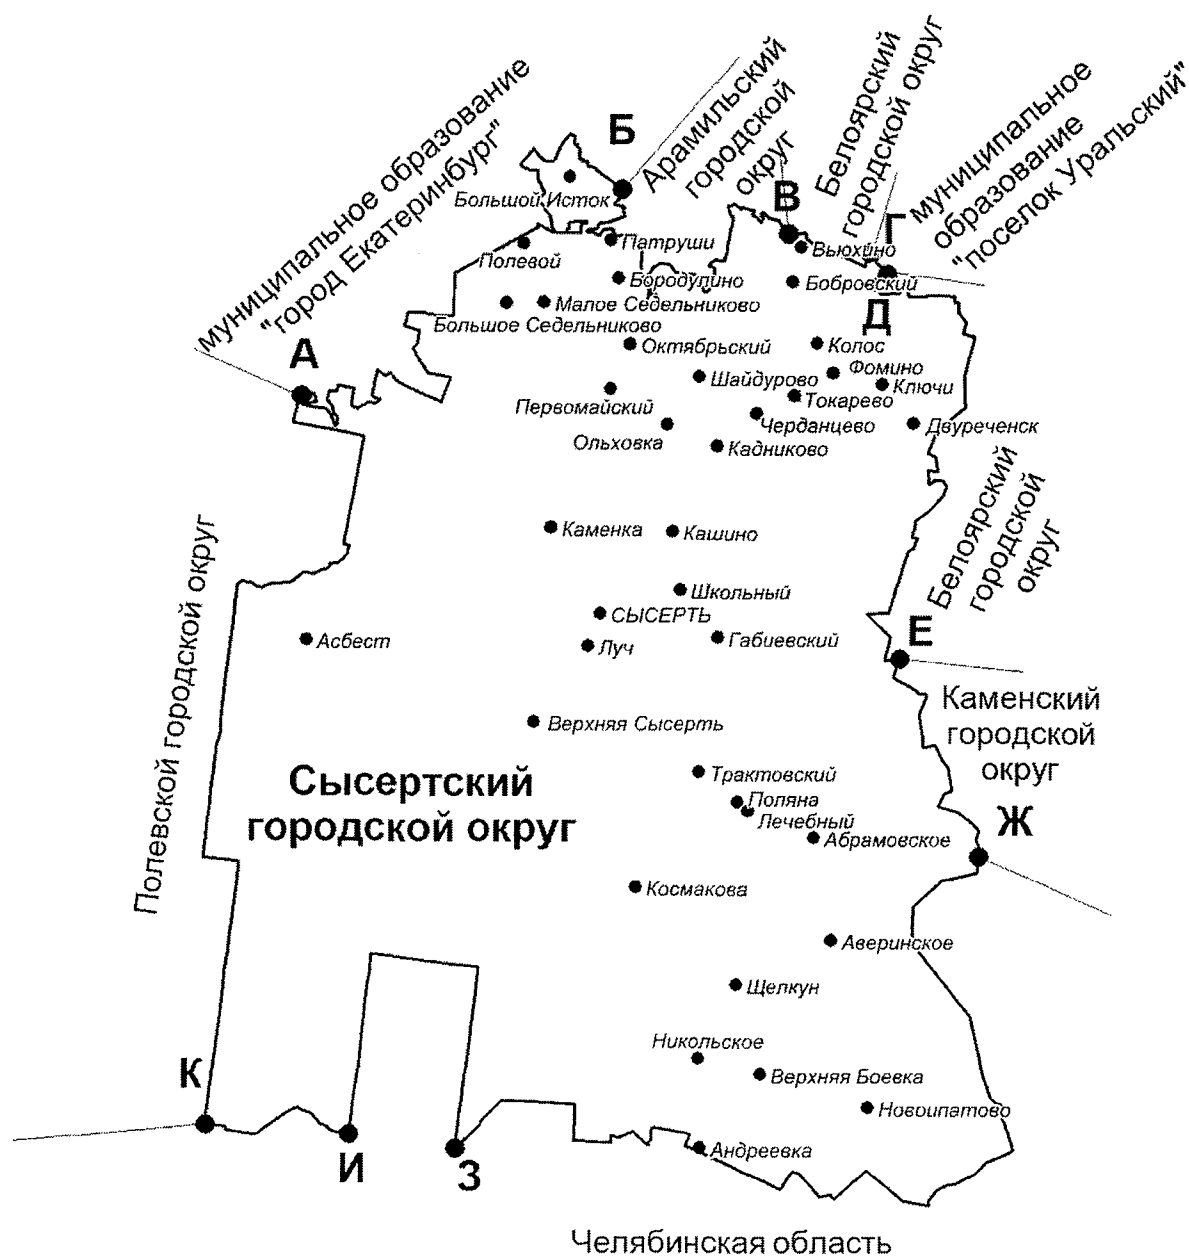 муниципальное образование
"город Екатеринбург"
Арамильский
городской
округ
Белоярский
городской округ
муниципальное
образование
"поселок Уральский"
Б
В
Г
Большой Исток
Полевой
Патруши
Вьюхино
Бородулино
Бобровский
Малое Седельниково
Большое Седельниково
Д
А
Октябрьский
Колос
Шайдурово
Фомино
Ключи
Первомайский
Токарево
Ольховка
Черданцево
Двуреченск
Кадниково
Белоярский
городской
округ
Каменка
Кашино
Полевской городской округ
Школьный
СЫСЕРТЬ
Асбест
Луч
Габиевский
Е
Каменский
городской
округ
Верхняя Сысерть
Сысертский
городской округ
Трактовский
Поляна
Лечебный
Абрамовское
Ж
Космакова
Аверинское
Щелкун
Никольское
Верхняя Боевка
Новоипатово
К
Андреевка
И
З
Челябинская область